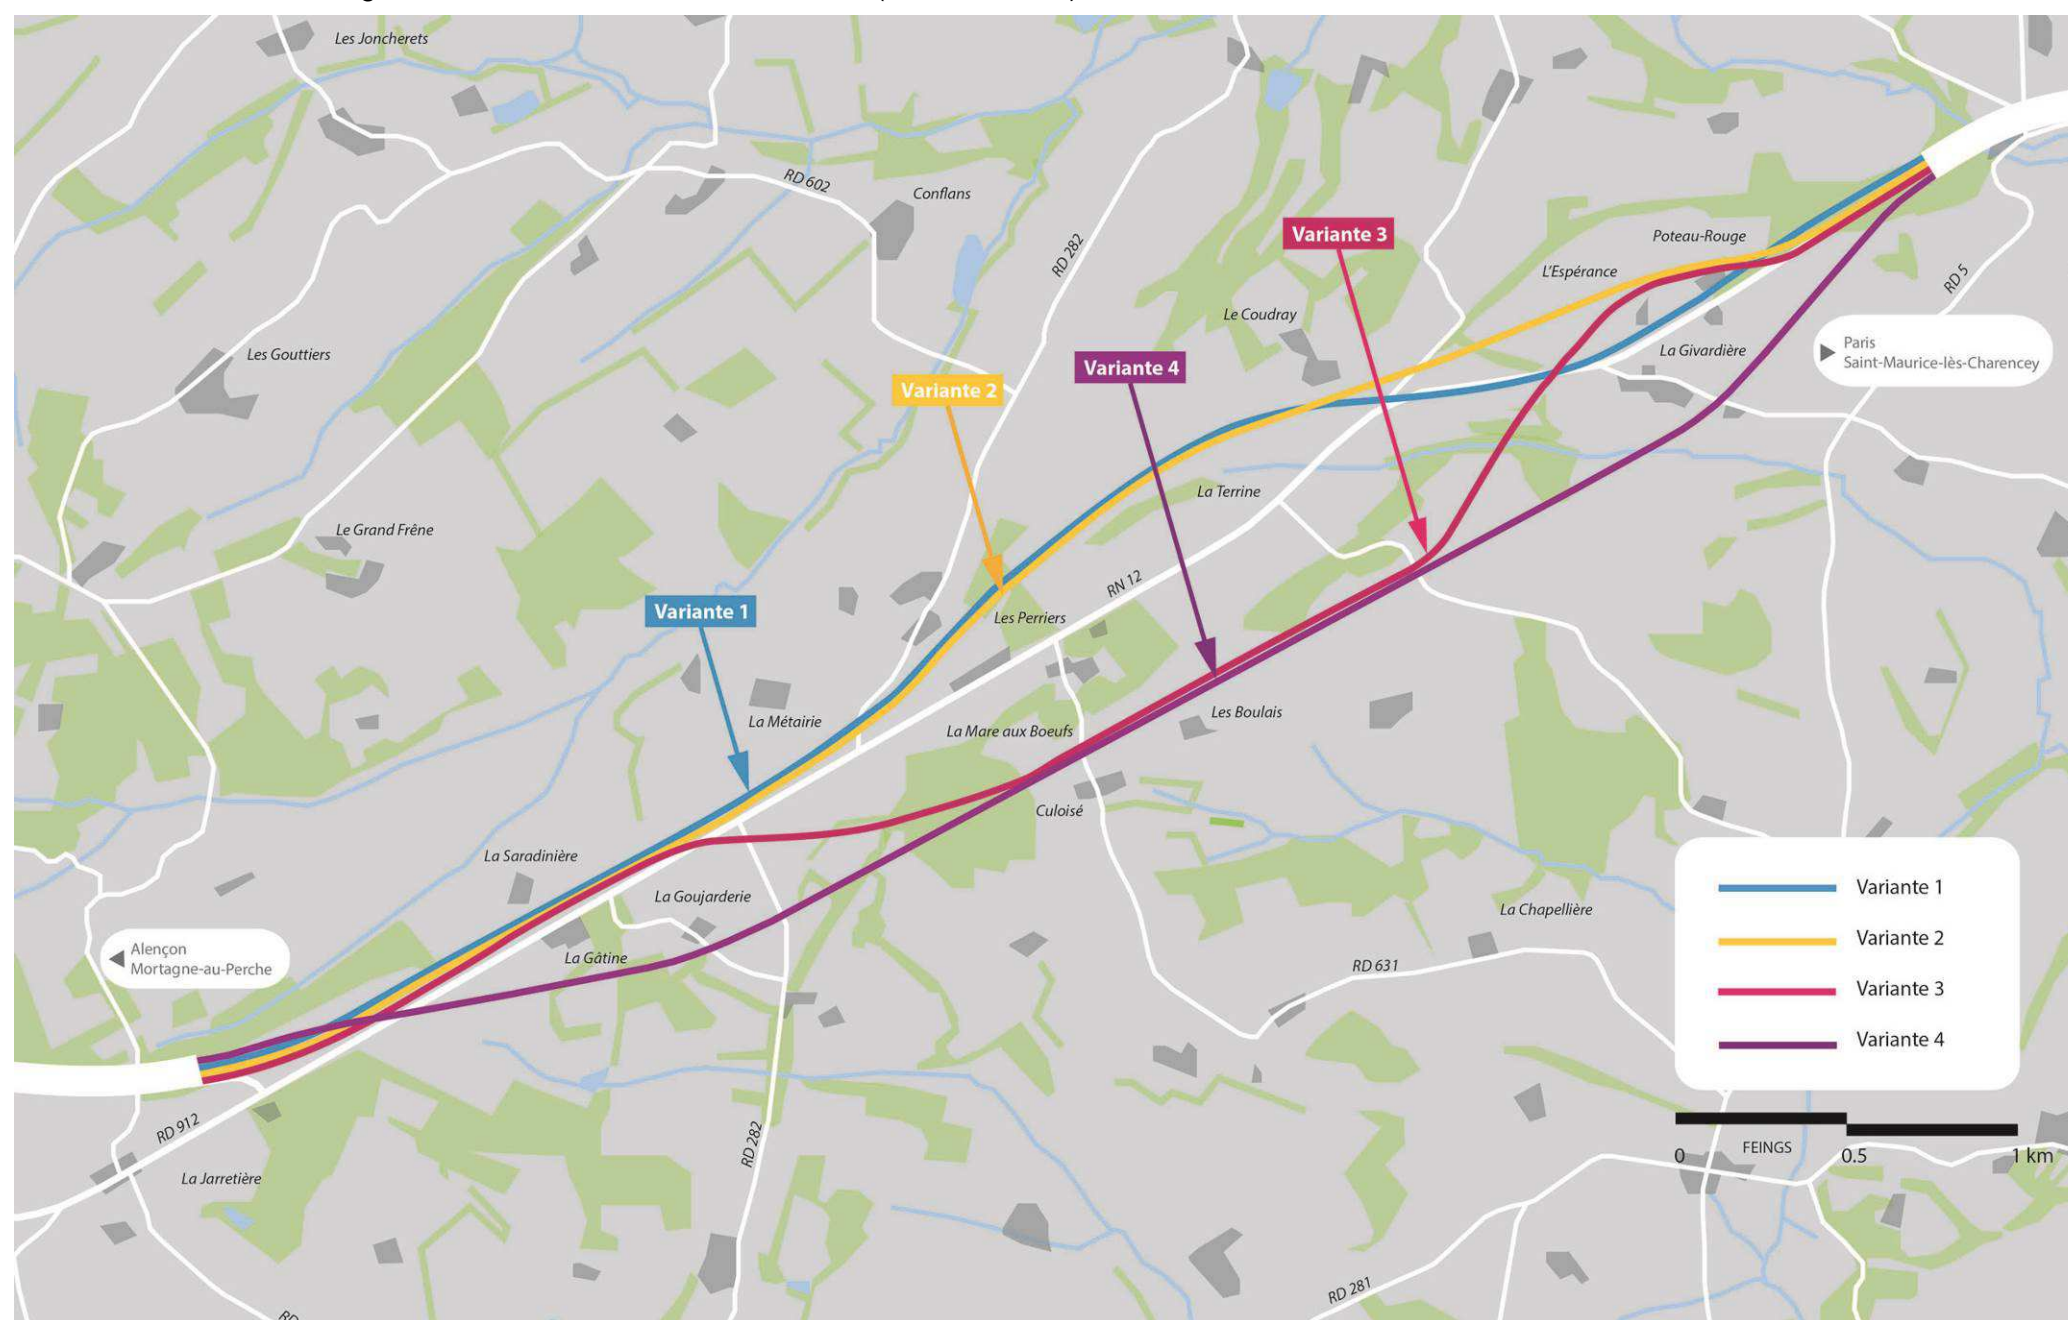 Les Joncherets
RD 602
Conflans
RD 282
Variante 3
Poteau-Rouge
L'Espérance
RD 5
Le Coudray
Les Gouttiers
Variante 4
La Givardière
Paris
Saint-Maurice-lès-Charencey
Variante 2
La Terrine
Le Grand Frêne
RN 12
Variante 1
Les Perriers
La Métairie
Les Boulais
La Mare aux Boeufs
Culoisé
La Saradinière
La Goujarderie
Variante 1
La Chapellière
Variante 2
Alençon
Mortagne-au-Perche
La Gâtine
RD 631
Variante 3
Variante 4
RD 912
RD 282
FEINGS
0
0.5
1 km
La Jarretière
RD 281